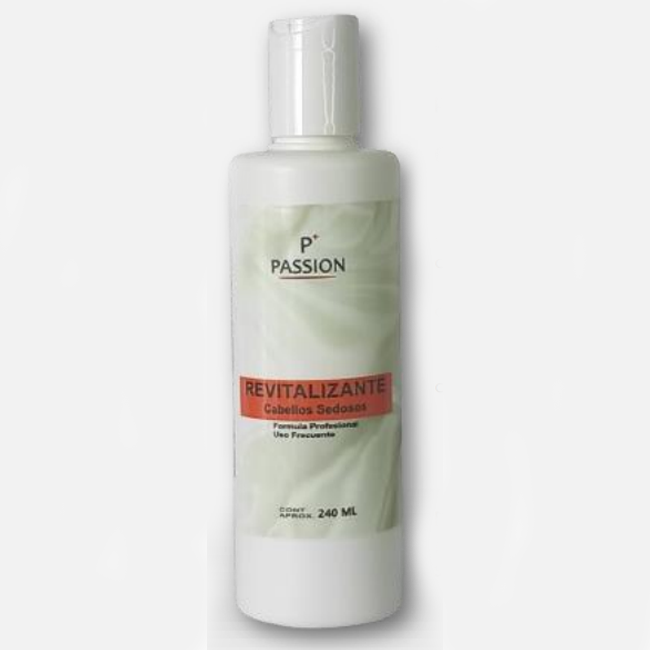 P+
PASSION
REVITALIZANTE
Cabellos Sedosos
Formula Profesional
Uso Frecuente
CONT
APROX. 240 ML